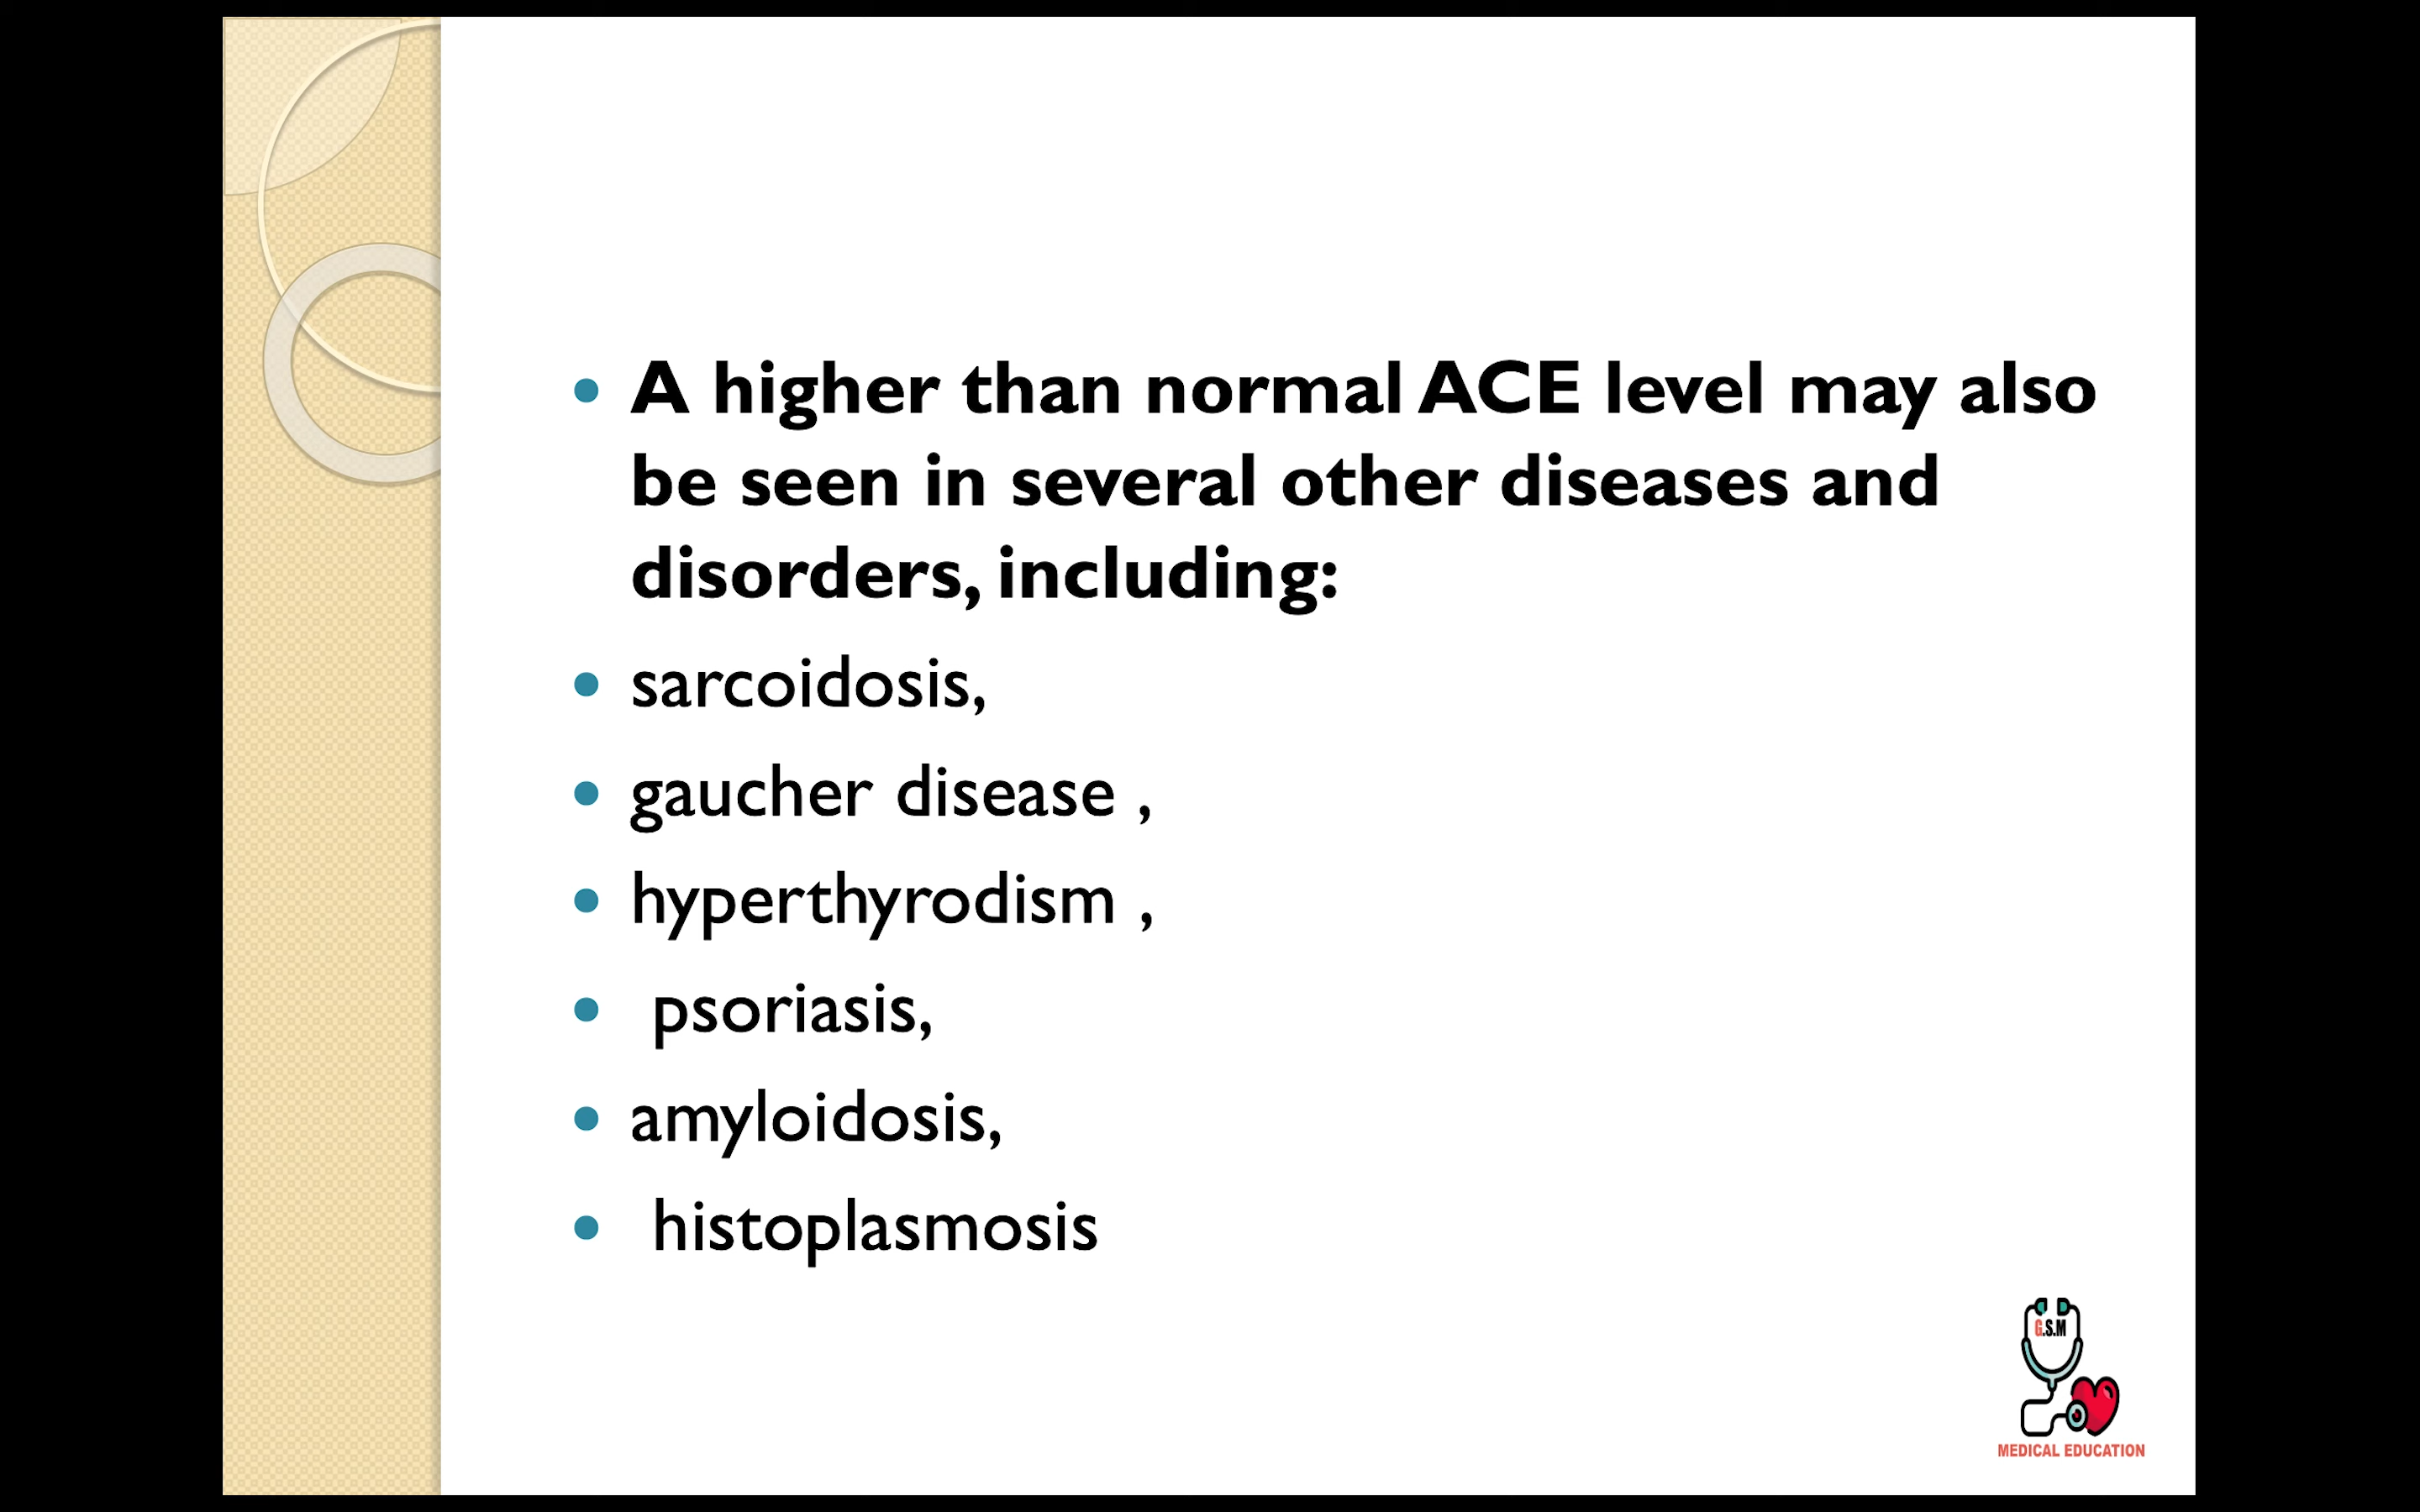 A higher than normal ACE level may also
be seen in several other diseases and
disorders, including:
sarcoidosis,
gaucher disease ,
hyperthyrodism ,
psoriasis,
amyloidosis,
histoplasmosis
G.S.M
MEDICAL EDUCATION